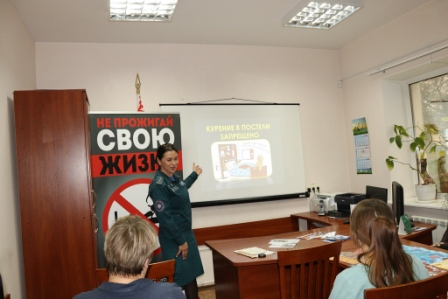 НЕ ПРОЖИГАЙ
СВОЮ
ЖИЗНЬ
КУРЕНИЕ В ПОСТЕЛИ
ЗАПРЕЩЕНО